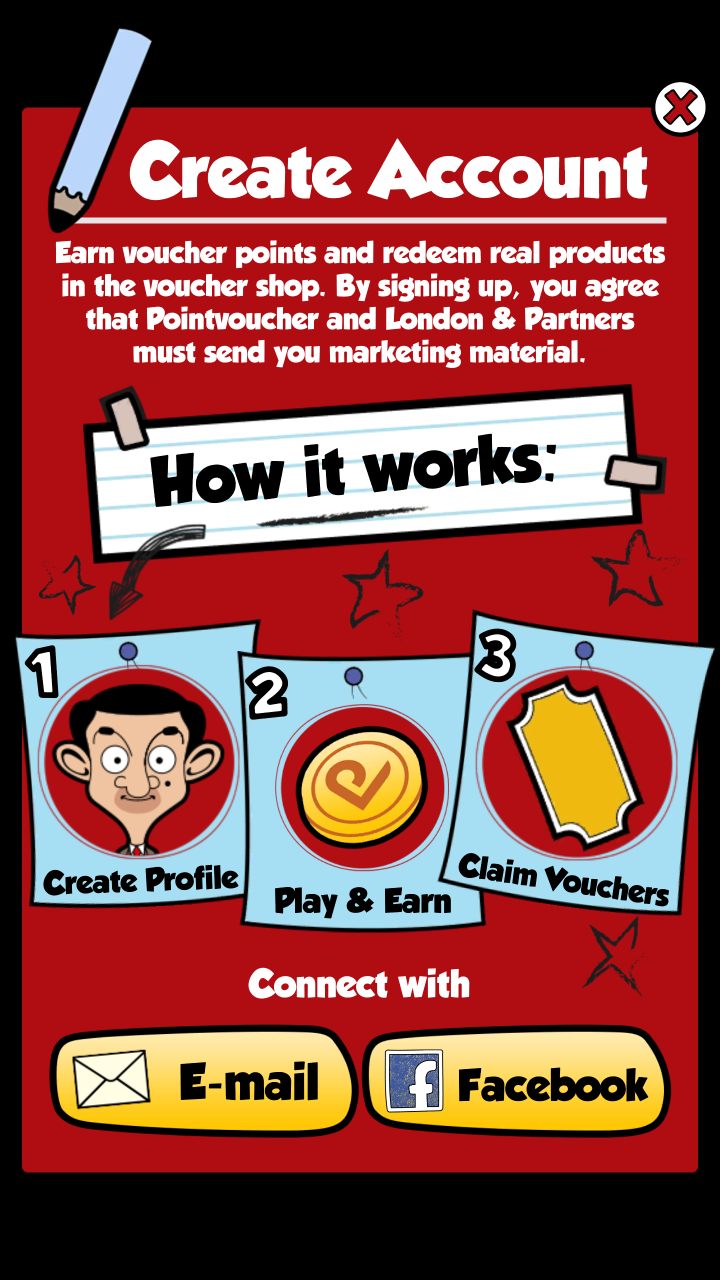 Create Account
Earn voucher points and redeem real products
in the voucher shop. By signing up, you agree
that Pointvoucher and London & Partners
must send you marketing material.
How it works:
1
Create Profile
2
Play & Earn
3
Claim Vouchers
Connect with
E-mail
Facebook